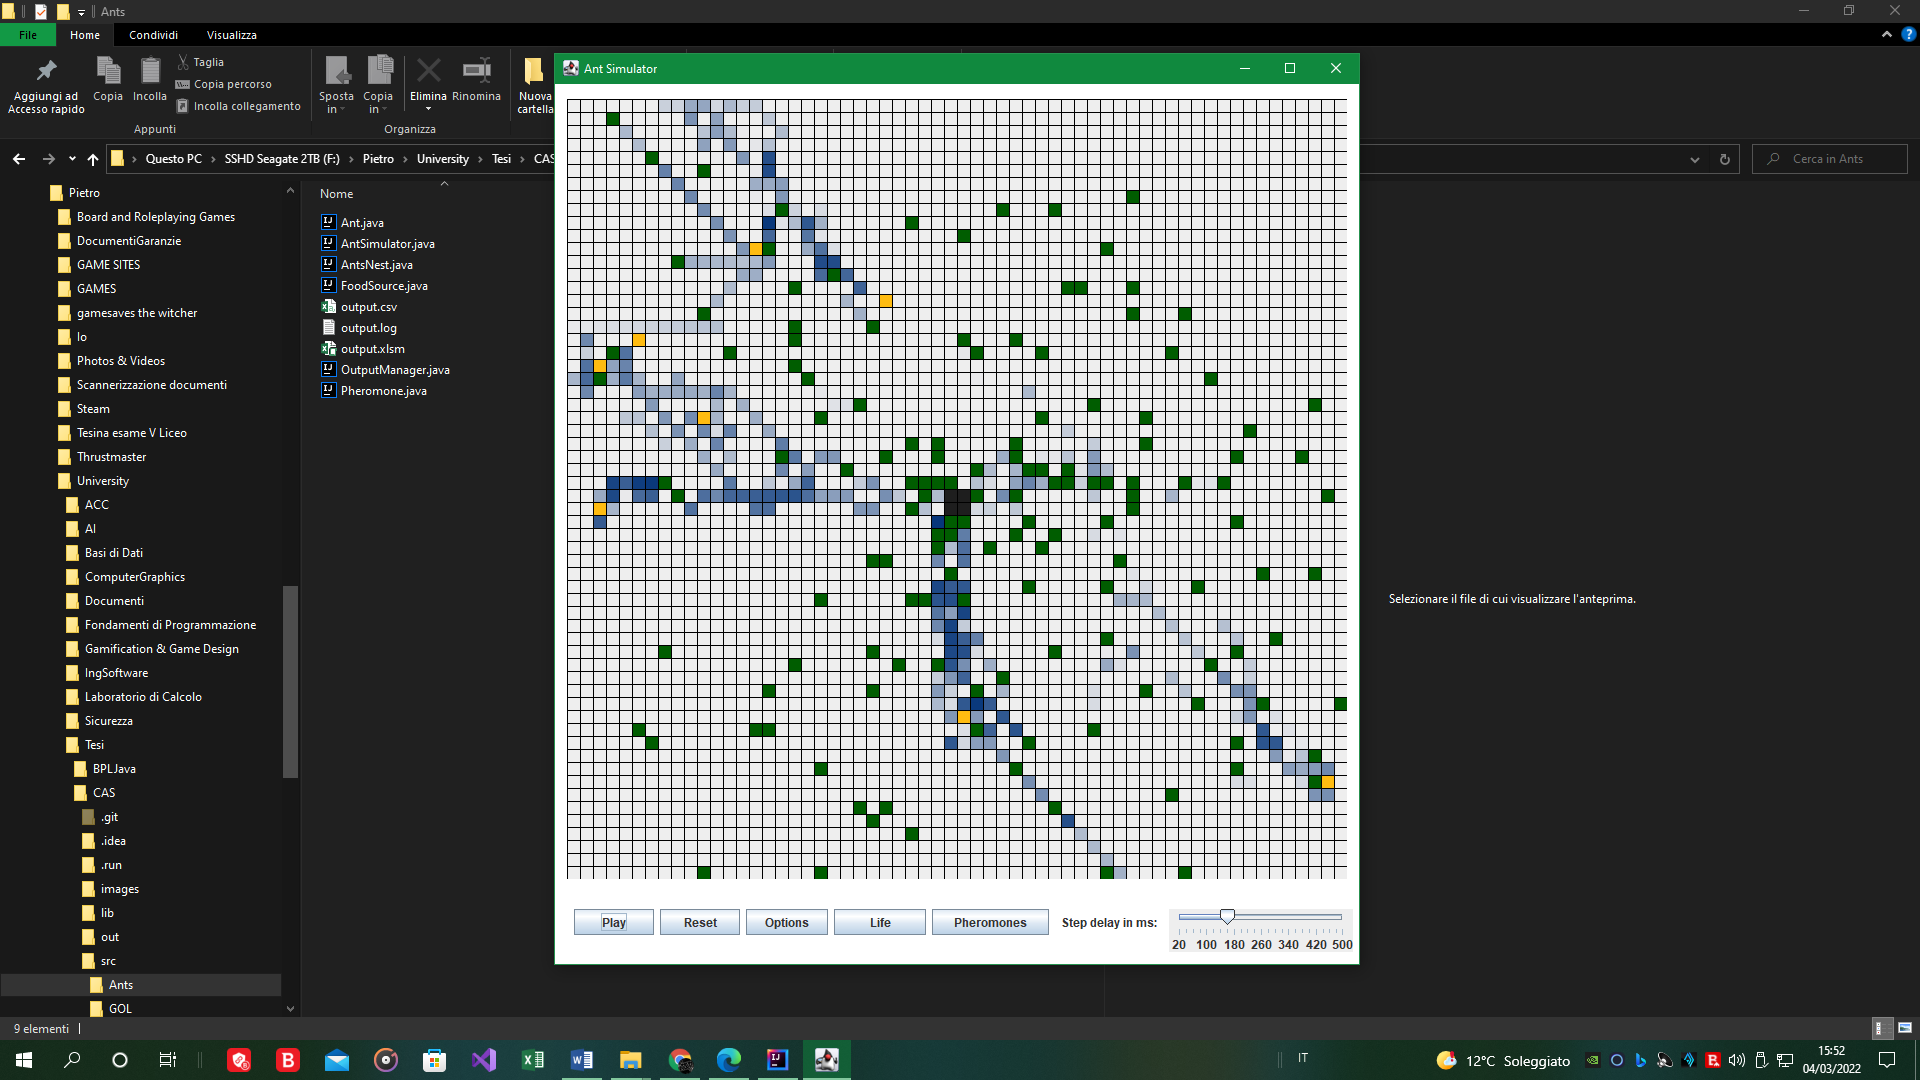 Ants
File Home Condividi Visualizza
Aggiungi ad Accesso rapido
Copia
Incolla
Taglia
Copia percorso
Incolla collegamento
Appunti
Sposta in
Copia in
Elimina
Rinomina
Organizza
Nuova cartella
Questo PC
SSHD Seagate 2TB (F:)
Pietro
University
Tesi
CAS
Cerca in Ants
Pietro
Board and Roleplaying Games
DocumentiGaranzie
GAME SITES
GAMES
gamesaves the witcher
Io
Photos & Videos
Scannerizzazione documenti
Steam
Tesina esame V Liceo
Thrustmaster
University
ACC
AI
Basi di Dati
ComputerGraphics
Documenti
Fondamenti di Programmazione
Gamification & Game Design
IngSoftware
Laboratorio di Calcolo
Sicurezza
Tesi
BPLJava
CAS
.git
.idea
.run
images
lib
out
src
Ants
GOL
Nome
Ant.java
AntSimulator.java
AntsNest.java
FoodSource.java
output.csv
output.log
output.xlsm
OutputManager.java
Pheromone.java
Ant Simulator
Play Reset Options Life Pheromones Step delay in ms:
20 100 180 260 340 420 500
Selezionare il file di cui visualizzare l'anteprima.
9 elementi
IT
12°C Soleggiato
15:52
04/03/2022